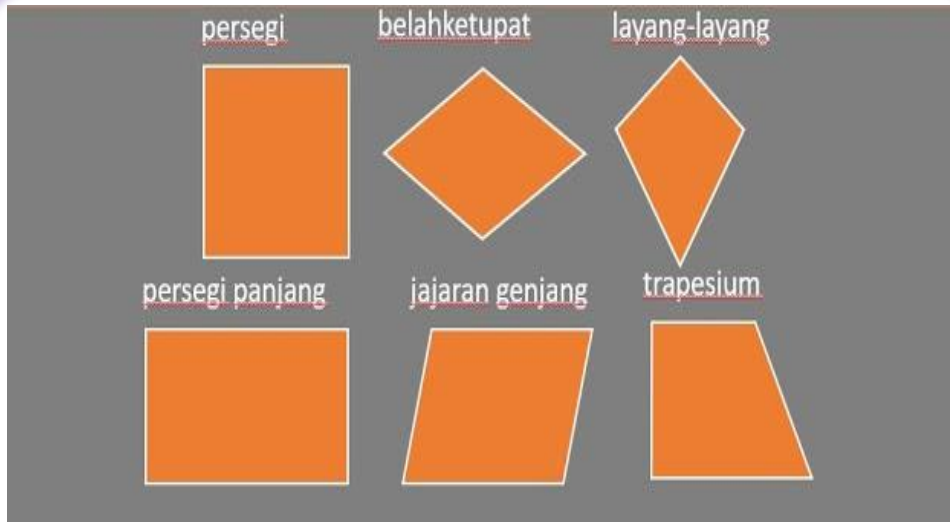 persegi
belahketupat
layang-layang
persegi panjang
jajaran genjang
trapesium